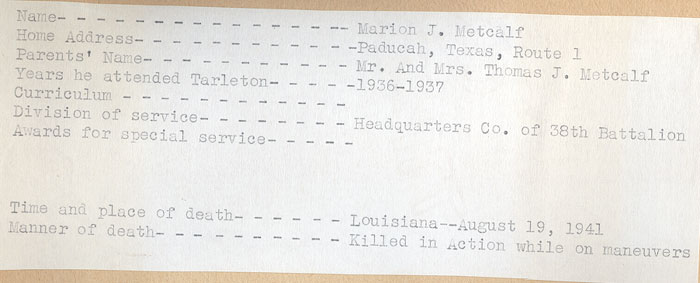 Name- - - - - - - - - - - - - -- Marion J. Metcalf
Home Address- - - - - - - - - - -Paducah, Texas, Route 1
Parents' Name- - - - - - - - - - Mr. And Mrs. Thomas J. Metcalf
Years he attended Tarleton- - - - -1936-1937
Curriculum - - - - - - - - - - -
Division of service- - - - - - - - Headquarters Co. of 38th Battalion
Awards for special service- - - - -
Time and place of death- - - - - - Louisiana--August 19, 1941
Manner of death- - - - - - - - - - Killed in Action while on maneuvers